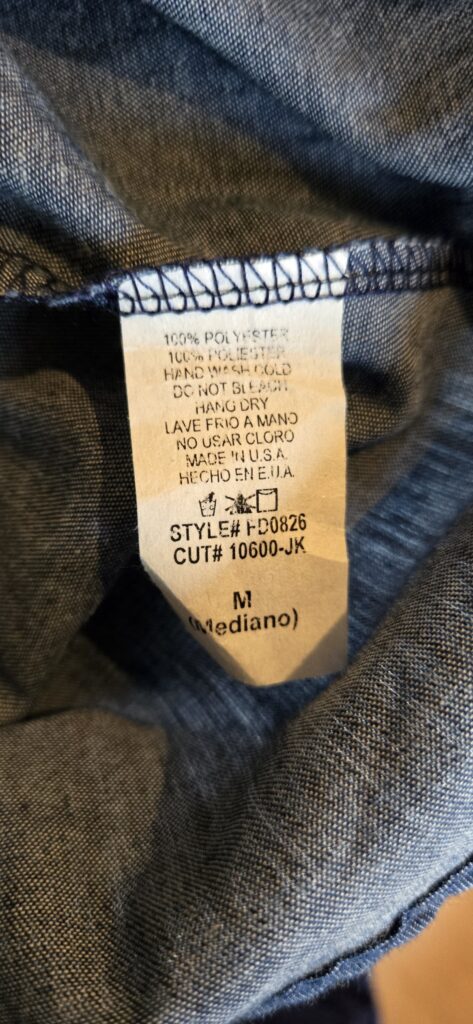 100% POLYESTER
100% POLIESTER
HAND WASH COLD
DO NOT BLEACH
HANG DRY
LAVE FRIO A MANO
NO USAR CLORO
MADE IN U.S.A.
HECHO EN E.U.A.
STYLE# HD0826
CUT# 10600-JK
M
(Mediano)